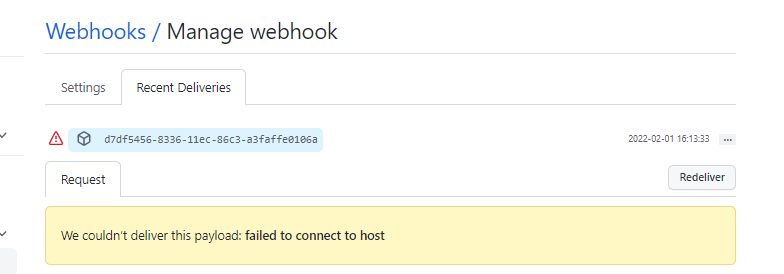 Webhooks / Manage webhook
Settings
Recent Deliveries
d7df5456-8336-11ec-86c3-a3faffe0106a
2022-02-01 16:13:33
...
Request
Redeliver
We couldn't deliver this payload: failed to connect to host